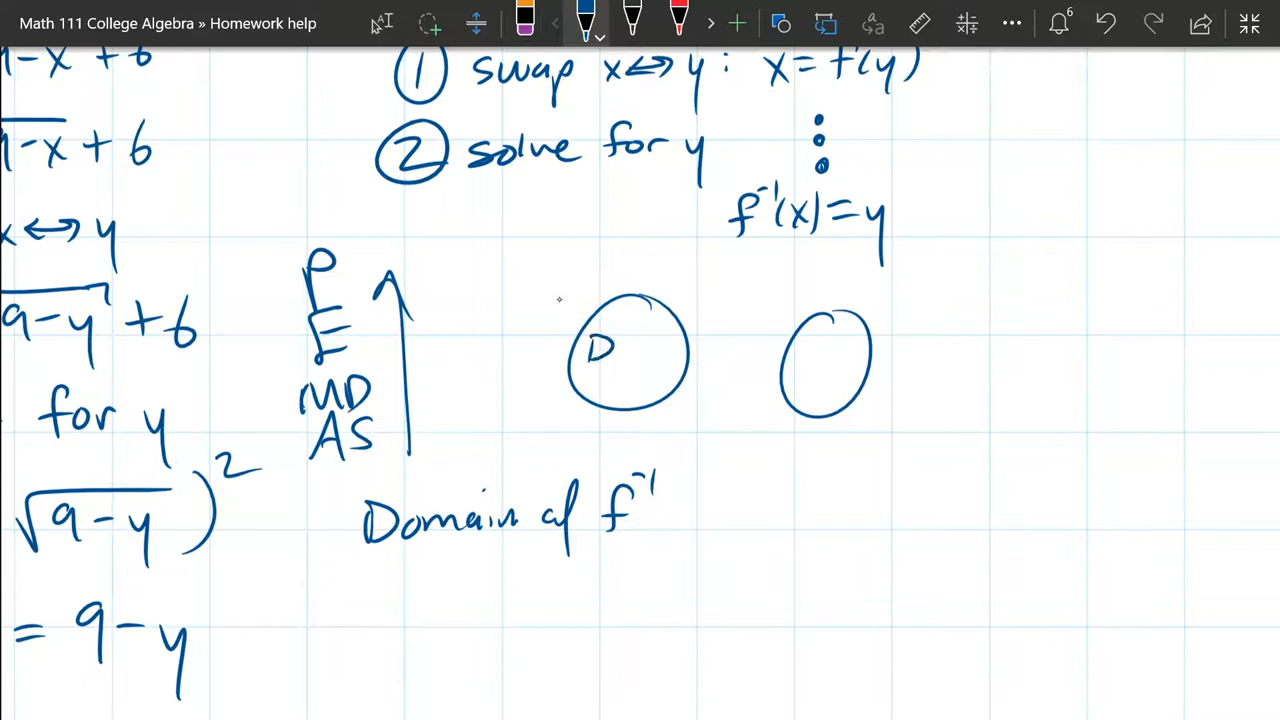 Math 111 College Algebra » Homework help
6
-x + 6
① swap x↔y : x = f(y)
-x + 6
② solve for y
f⁻¹(x) = y
x ↔ y
P
E
MD
AS
9-y + 6
D
for y
√9-y )²
Domain of f⁻¹
= 9-y